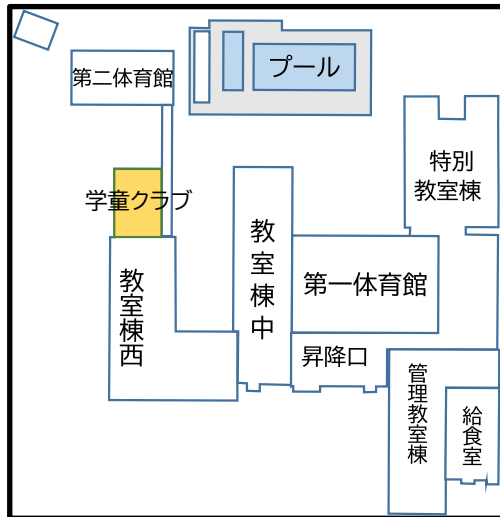 プール
第二体育館
特別
教室棟
学童クラブ
教室棟中
第一体育館
教室棟西
昇降口
管理教室棟
給食室